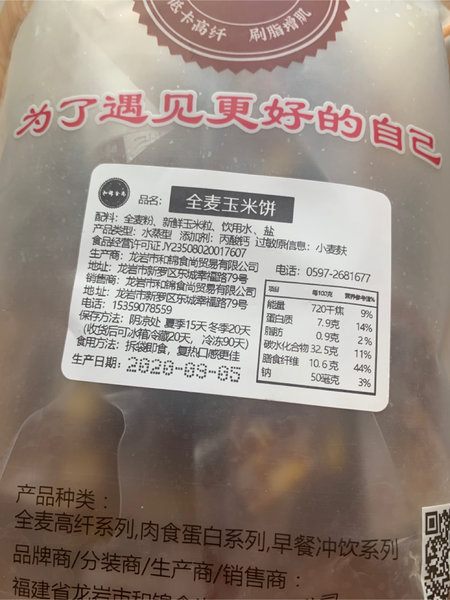 低卡高纤 刷脂增肌
为了遇见更好的自己
品名: 全麦玉米饼
配料: 全麦粉、新鲜玉米粒、饮用水、盐
产品类型: 水蒸型 添加剂: 丙酸钙 过敏原信息: 小麦麸
食品经营许可证JY23508020017607
生产商: 龙岩市和锦食尚贸易有限公司
地址: 龙岩市新罗区东城幸福路79号
电话: 0597-2681677
销售商: 龙岩市和锦食尚贸易有限公司
地址: 龙岩市新罗区东城幸福路79号
电话: 15359078559
保存方法: 阴凉处 夏季15天 冬季20天
(收货后可冰箱冷藏20天, 冷冻90天)
食用方法: 拆袋即食, 复热口感更佳
生产日期: 2020-09-05
项目 每100克 营养参考值%
能量 720千焦 9%
蛋白质 7.9克 14%
脂肪 0.9克 2%
碳水化合物 32.5克 11%
膳食纤维 10.6克 44%
钠 50毫克 3%
产品种类:
全麦高纤系列,肉食蛋白系列,早餐冲饮系列
品牌商/分装商/生产商/销售商:
福建省龙岩市和锦食